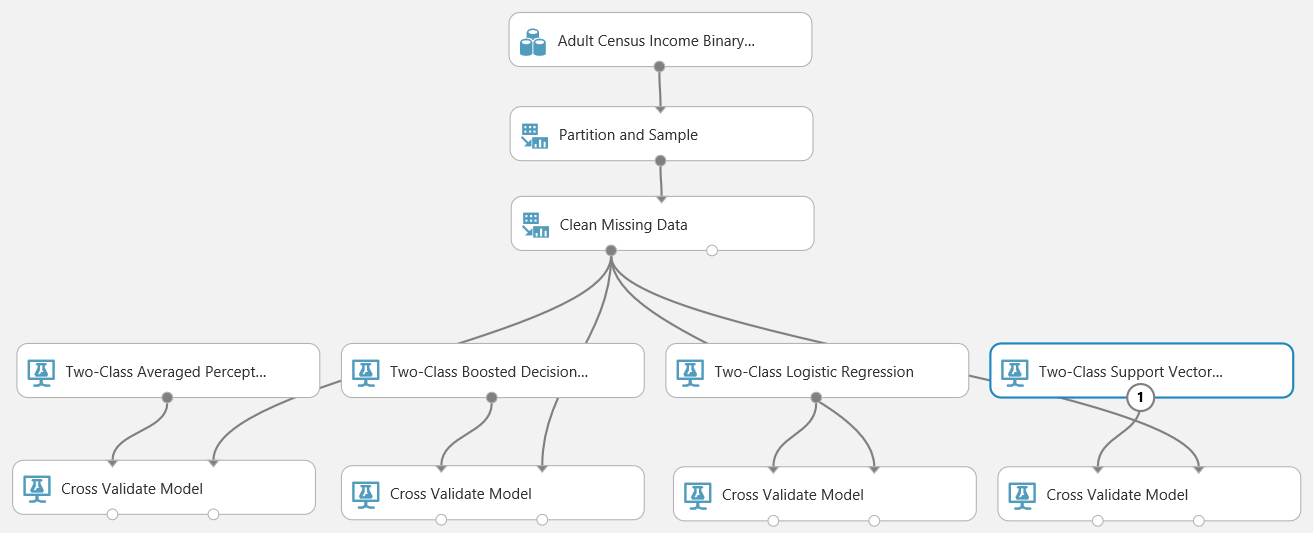 Adult Census Income Binary...
Partition and Sample
Clean Missing Data
Two-Class Averaged Percept...
Two-Class Boosted Decision...
Two-Class Logistic Regression
Two-Class Support Vector...
1
Cross Validate Model
Cross Validate Model
Cross Validate Model
Cross Validate Model